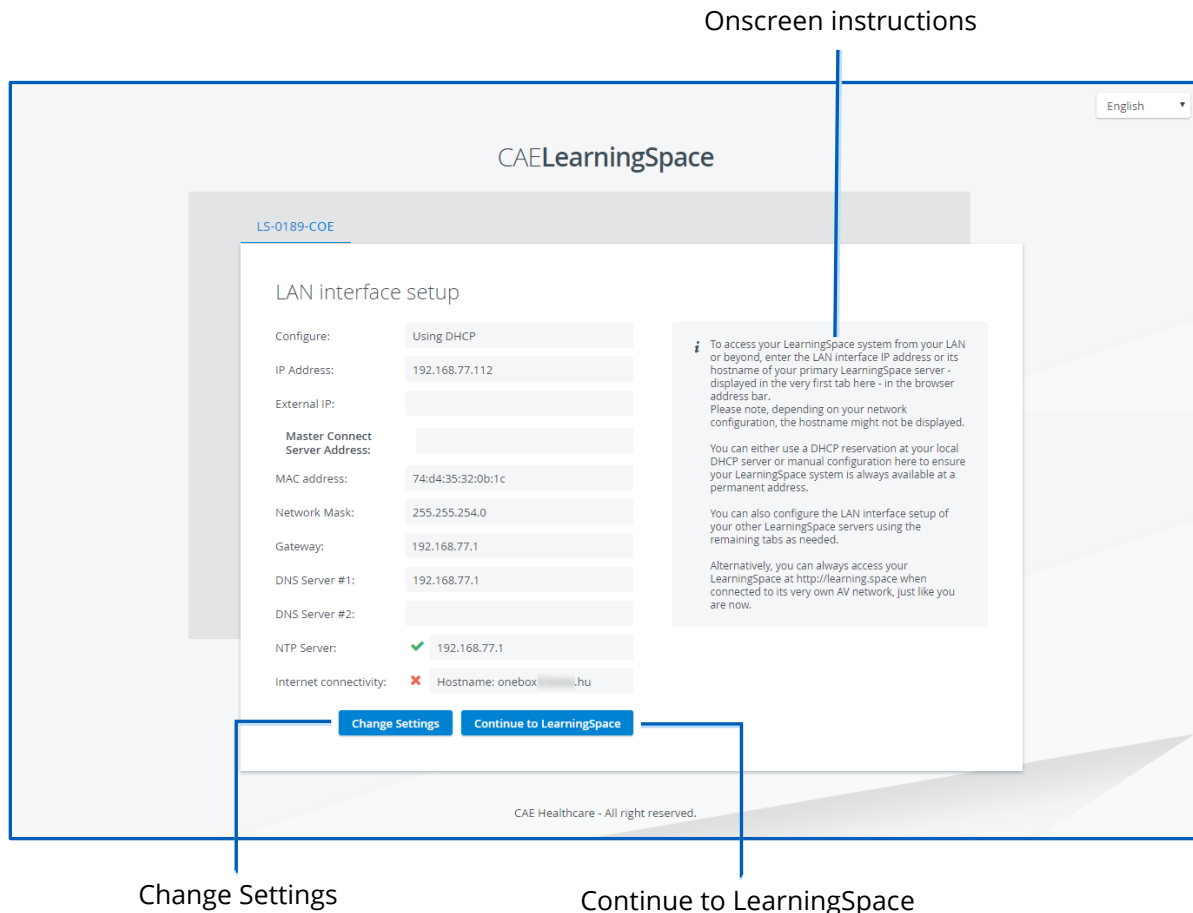 Onscreen instructions
English
CAELearningSpace
LS-0189-COE
LAN interface setup
Configure: Using DHCP
IP Address: 192.168.77.112
External IP:
Master Connect
Server Address:
MAC address: 74:d4:35:32:0b:1c
Network Mask: 255.255.254.0
Gateway: 192.168.77.1
DNS Server #1: 192.168.77.1
DNS Server #2:
NTP Server: 192.168.77.1
Internet connectivity: Hostname: onebox .hu
Change Settings
Continue to LearningSpace
i
To access your LearningSpace system from your LAN
or beyond, enter the LAN interface IP address or its
hostname of your primary LearningSpace server -
displayed in the very first tab here - in the browser
address bar.
Please note, depending on your network
configuration, the hostname might not be displayed.
You can either use a DHCP reservation at your local
DHCP server or manual configuration here to ensure
your LearningSpace system is always available at a
permanent address.
You can also configure the LAN interface setup of
your other LearningSpace servers using the
remaining tabs as needed.
Alternatively, you can always access your
LearningSpace at http://learning.space when
connected to its very own AV network, just like you
are now.
CAE Healthcare - All right reserved.
Change Settings
Continue to LearningSpace